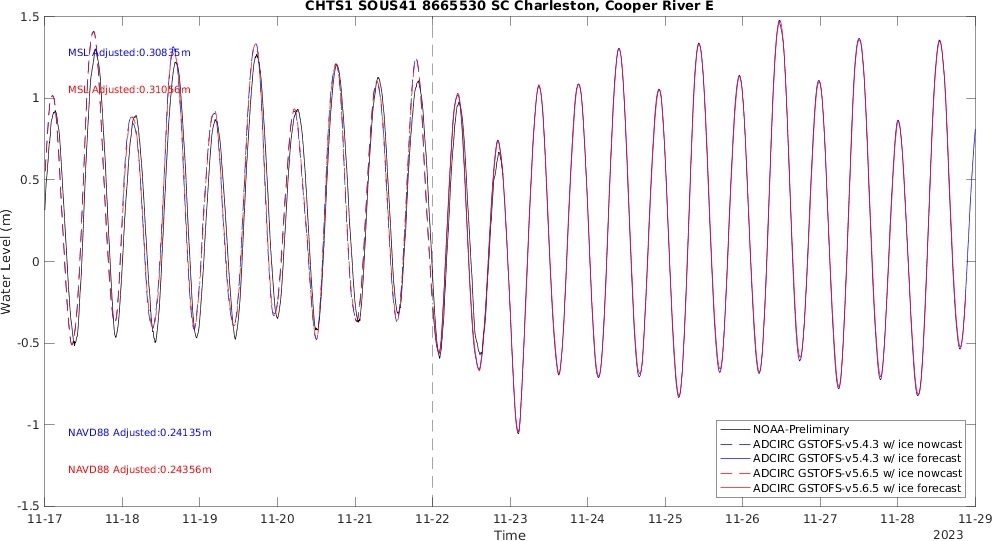 CHTS1 SOUS41 8665530 SC Charleston, Cooper River E
1.5
1
0.5
0
-0.5
-1
-1.5
Water Level (m)
MSL Adjusted:0.30835m
MSL Adjusted:0.31056m
NAVD88 Adjusted:0.24135m
NAVD88 Adjusted:0.24356m
NOAA-Preliminary
ADCIRC GSTOFS-v5.4.3 w/ ice nowcast
ADCIRC GSTOFS-v5.4.3 w/ ice forecast
ADCIRC GSTOFS-v5.6.5 w/ ice nowcast
ADCIRC GSTOFS-v5.6.5 w/ ice forecast
11-17 11-18 11-19 11-20 11-21 11-22 11-23 11-24 11-25 11-26 11-27 11-28 11-29
Time
2023